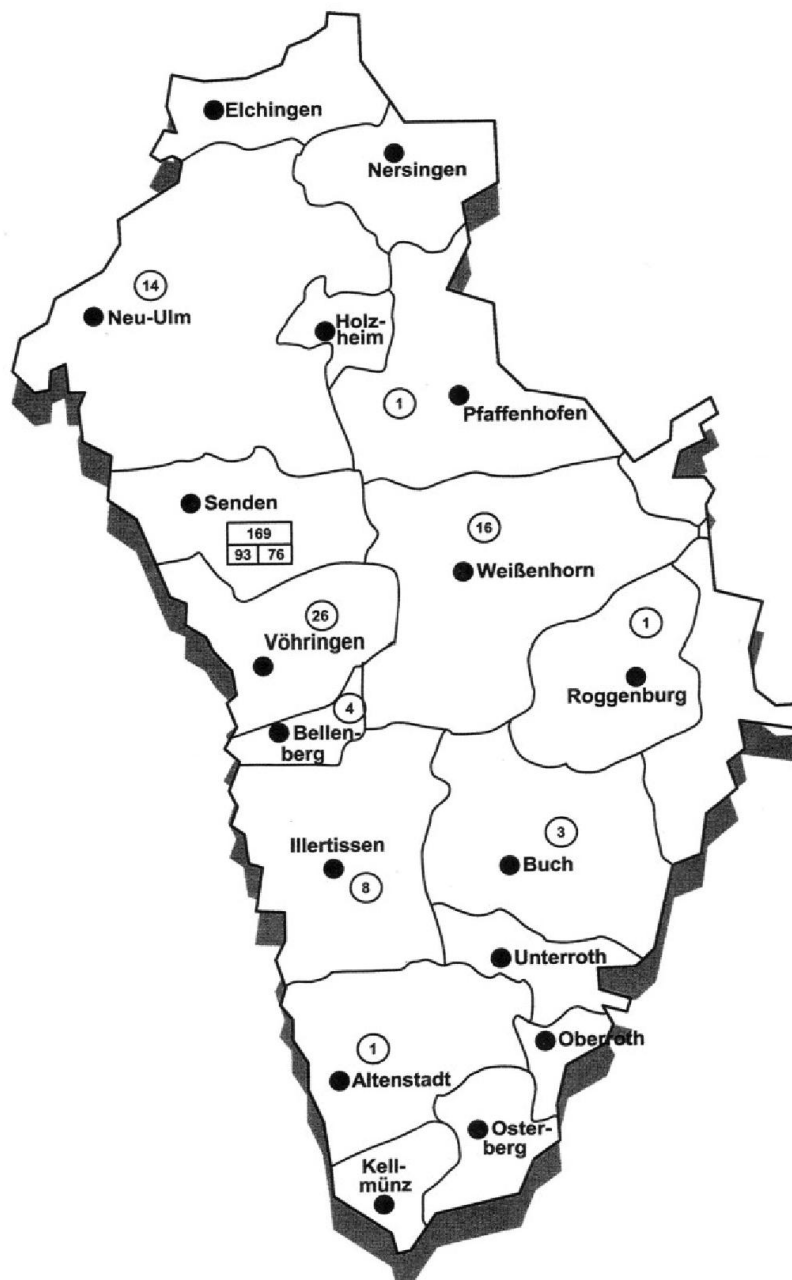 Elchingen
Nersingen
14
Neu-Ulm
Holz-
heim
1
Pfaffenhofen
Senden
169
93 76
16
Weißenhorn
26
Vöhringen
1
Roggenburg
4
Bellen-
berg
3
Illertissen
Buch
8
Unterroth
Oberroth
1
Altenstadt
Oster-
berg
Kell-
münz